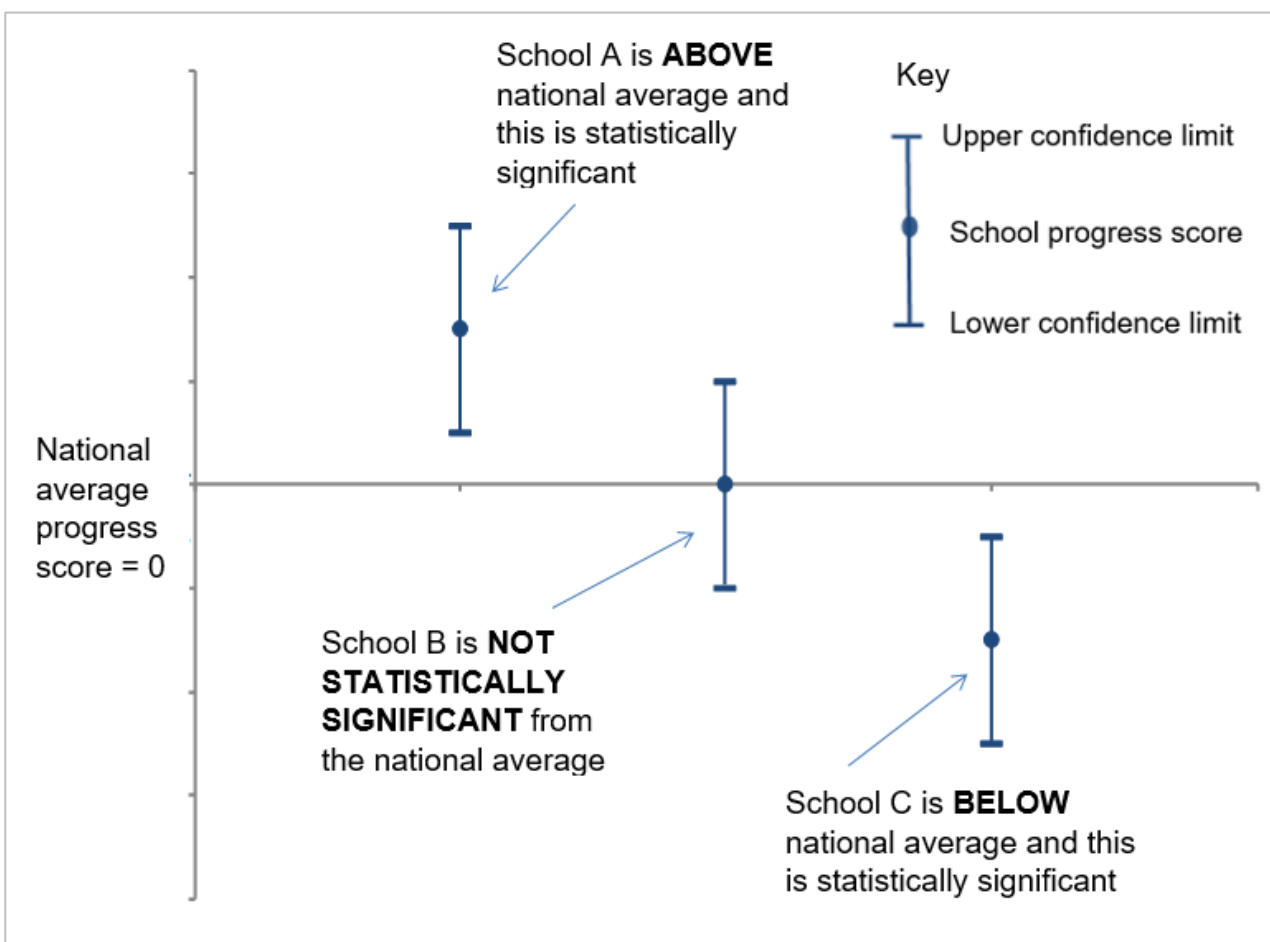 School A is ABOVE
national average and
this is statistically
significant
Key
Upper confidence limit
School progress score
Lower confidence limit
National
average
progress
score = 0
School B is NOT
STATISTICALLY
SIGNIFICANT from
the national average
School C is BELOW
national average and this
is statistically significant